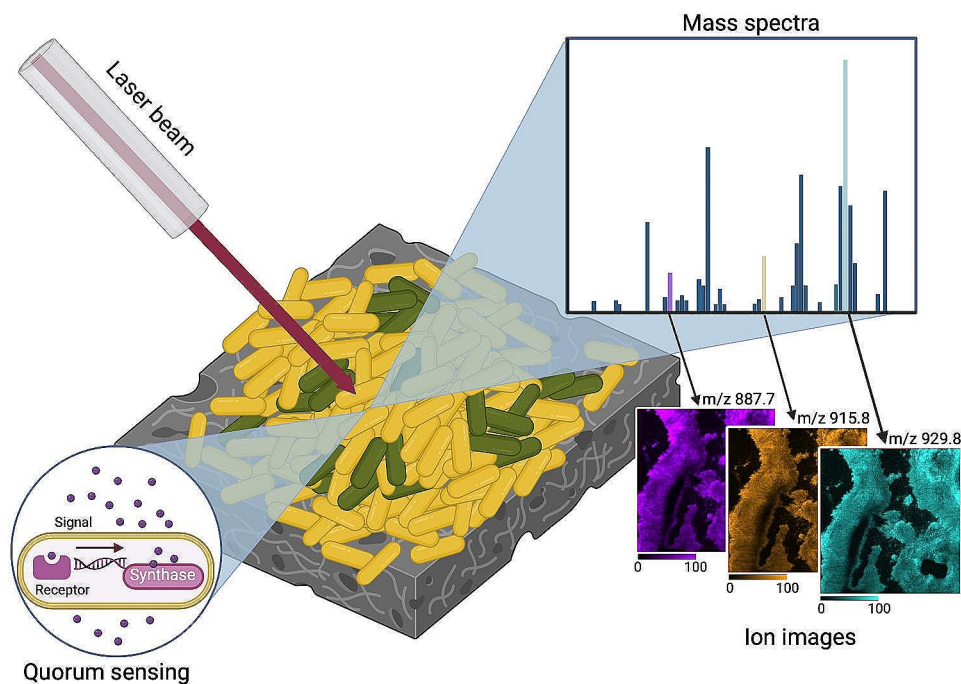 Mass spectra
Laser beam
m/z 887.7
m/z 915.8
m/z 929.8
0 100
0 100
0 100
Ion images
Signal
Receptor
Synthase
Quorum sensing